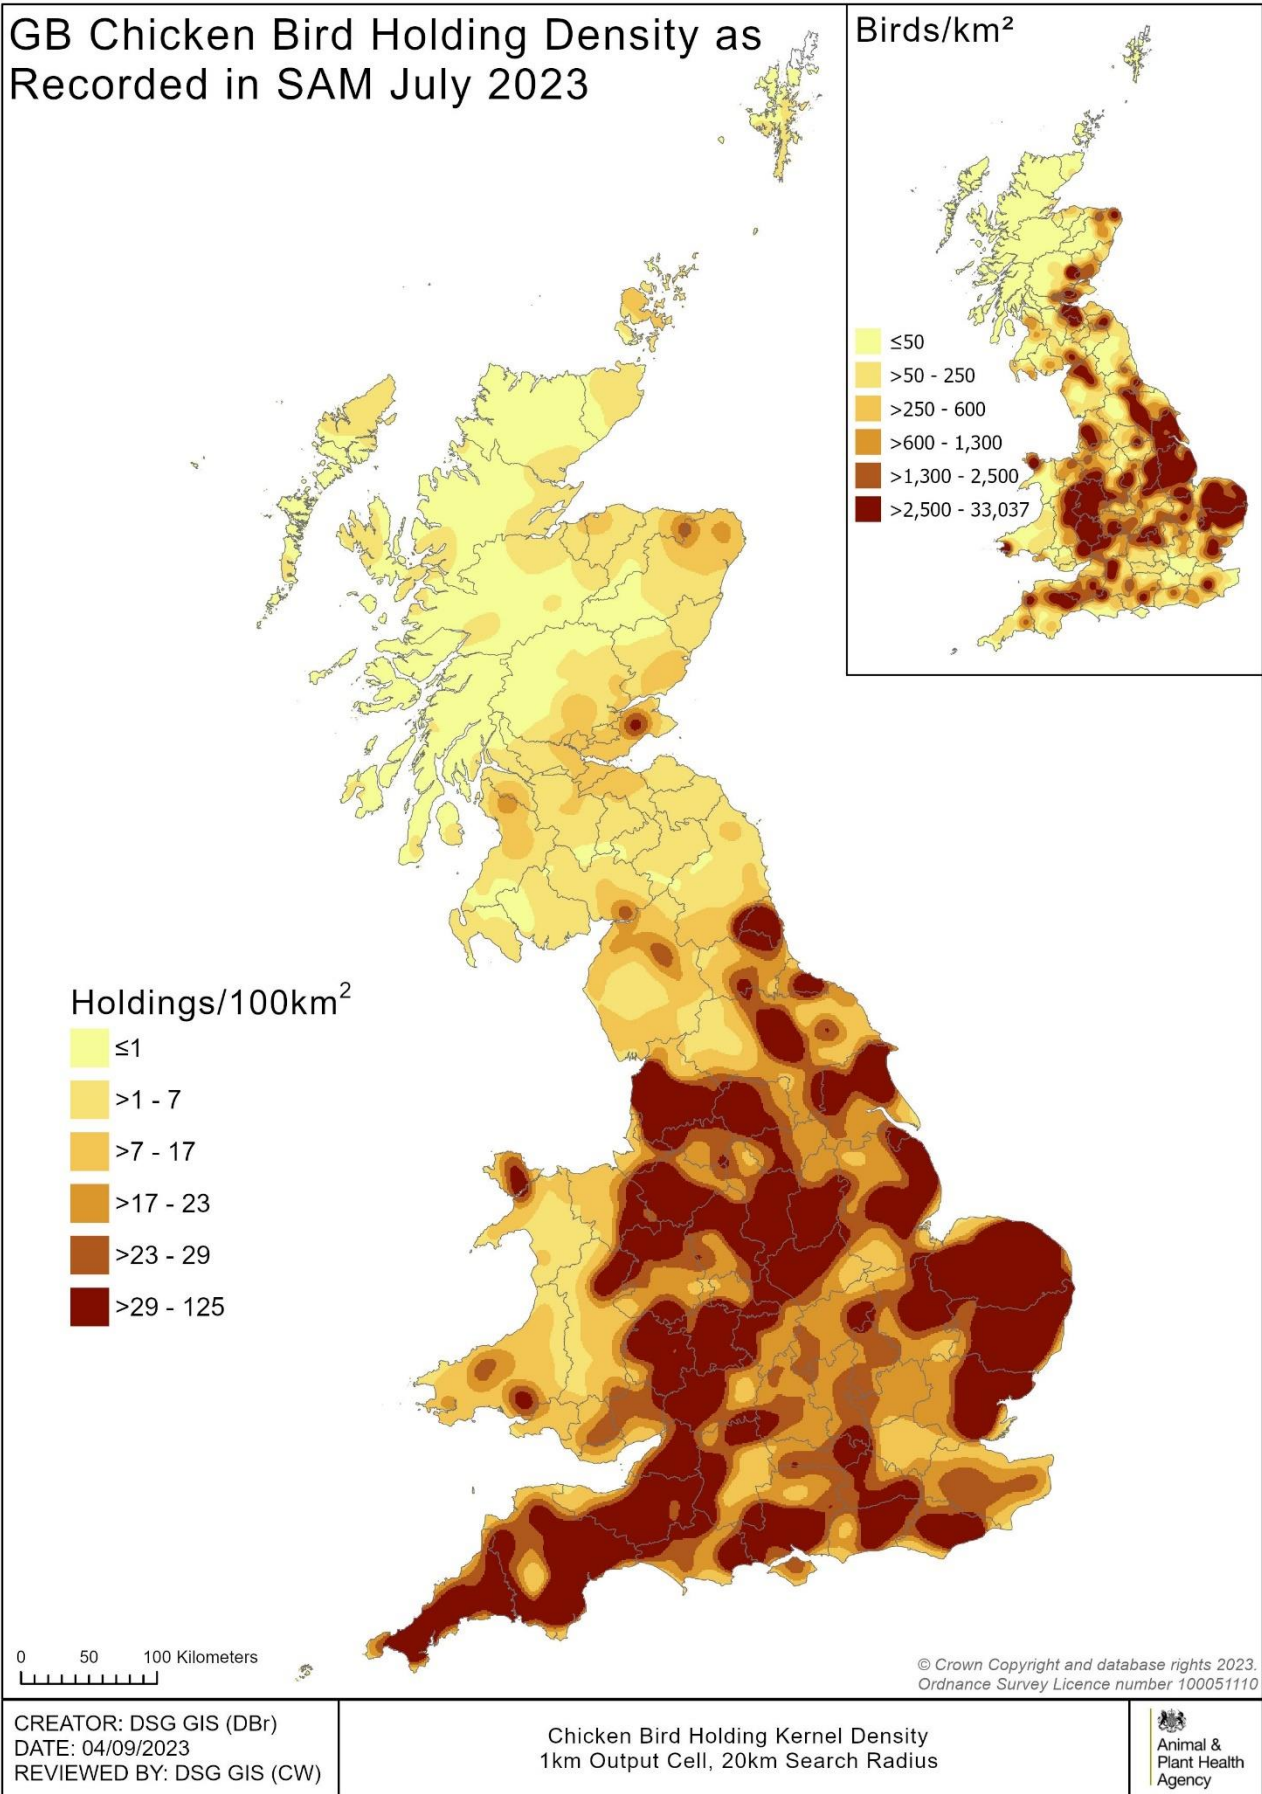 GB Chicken Bird Holding Density as
Recorded in SAM July 2023
Birds/km²
≤50
>50 - 250
>250 - 600
>600 - 1,300
>1,300 - 2,500
>2,500 - 33,037
Holdings/100km²
≤1
>1 - 7
>7 - 17
>17 - 23
>23 - 29
>29 - 125
0 50 100 Kilometers
© Crown Copyright and database rights 2023.
Ordnance Survey Licence number 100051110
CREATOR: DSG GIS (DBr)
DATE: 04/09/2023
REVIEWED BY: DSG GIS (CW)
Chicken Bird Holding Kernel Density
1km Output Cell, 20km Search Radius
Animal &
Plant Health
Agency